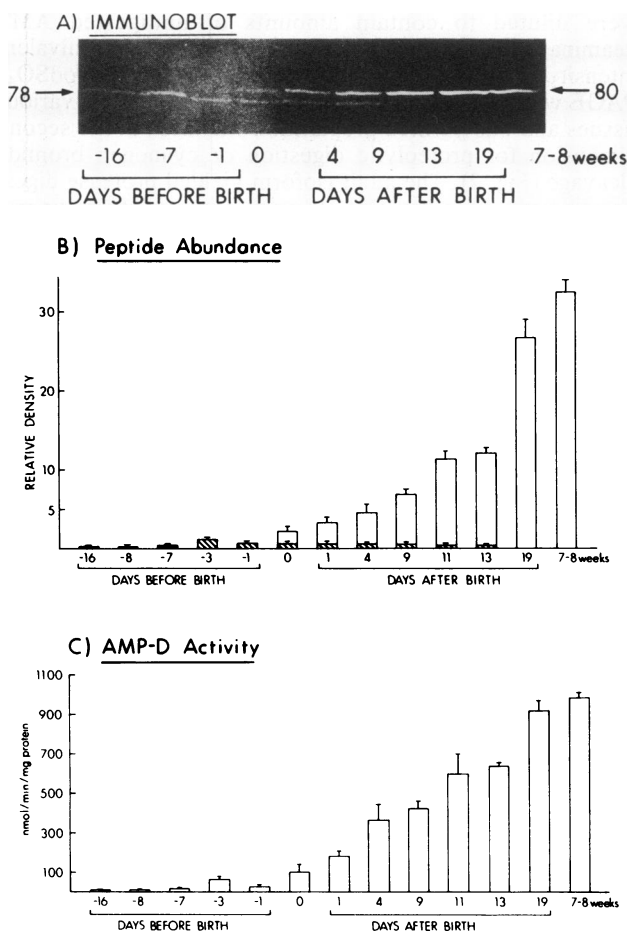 A) IMMUNOBLOT
78 80
-16 -7 -1 0 4 9 13 19 7-8 weeks
DAYS BEFORE BIRTH DAYS AFTER BIRTH
B) Peptide Abundance
RELATIVE DENSITY
30
20
10
5
-16 -8 -7 -3 -1 0 1 4 9 11 13 19 7-8 weeks
DAYS BEFORE BIRTH DAYS AFTER BIRTH
C) AMP-D Activity
nmol/min/mg protein
1100
900
700
500
300
100
-16 -8 -7 -3 -1 0 1 4 9 11 13 19 7-8 weeks
DAYS BEFORE BIRTH DAYS AFTER BIRTH